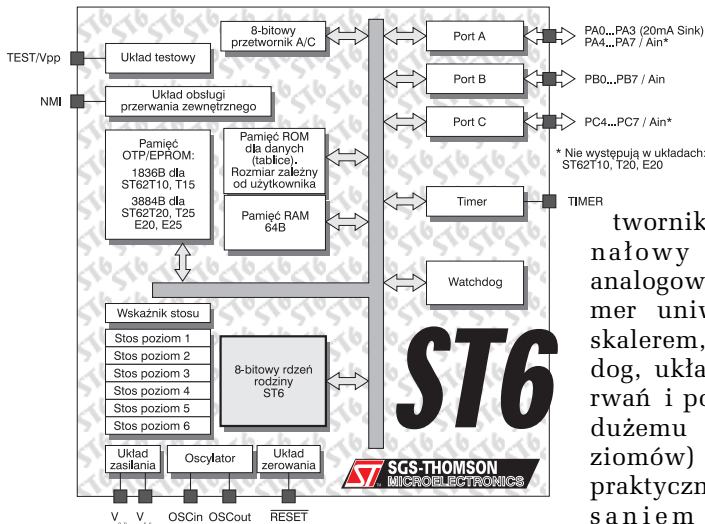 8-bitowy
przetwornik A/C
Port A
PA0...PA3 (20mA Sink)
PA4...PA7 / Ain*
TEST/Vpp
Układ testowy
Port B
PB0...PB7 / Ain
NMI
Układ obsługi
przerwania zewnętrznego
Port C
PC4...PC7 / Ain*
* Nie występują w układach:
ST62T10, T20, E20
Pamięć
OTP/EPROM:
1836B dla
ST62T10, T15
3884B dla
ST62T20, T25
E20, E25
Pamięć ROM
dla danych
(tablice).
Rozmiar zależny
od użytkownika
Pamięć RAM
64B
Timer
TIMER
Watchdog
Wskaźnik stosu
Stos poziom 1
Stos poziom 2
Stos poziom 3
Stos poziom 4
Stos poziom 5
Stos poziom 6
8-bitowy rdzeń
rodziny
ST6
ST6
Układ
zasilania
Oscylator
Układ
zerowania
SGS-THOMSON
MICROELECTRONICS
OSCin OSCout
RESET
twornik
nałowy
analogow
mer uniw
skalerem,
dog, ukła
rwań i po
dużemu
ziomów)
praktyczn
saniem